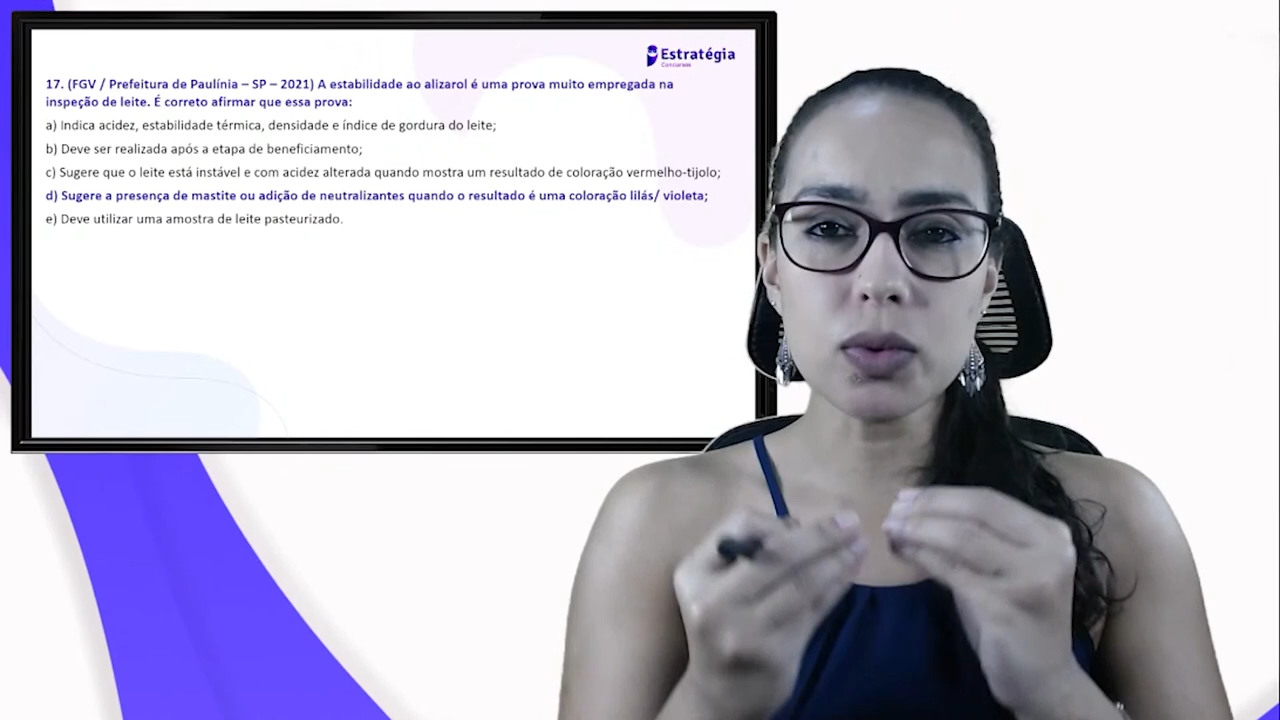 Estratégia
Concursos
17. (FGV / Prefeitura de Paulínia – SP – 2021) A estabilidade ao alizarol é uma prova muito empregada na
inspeção de leite. É correto afirmar que essa prova:
a) Indica acidez, estabilidade térmica, densidade e índice de gordura do leite;
b) Deve ser realizada após a etapa de beneficiamento;
c) Sugere que o leite está instável e com acidez alterada quando mostra um resultado de coloração vermelho-tijolo;
d) Sugere a presença de mastite ou adição de neutralizantes quando o resultado é uma coloração lilás/ violeta;
e) Deve utilizar uma amostra de leite pasteurizado.